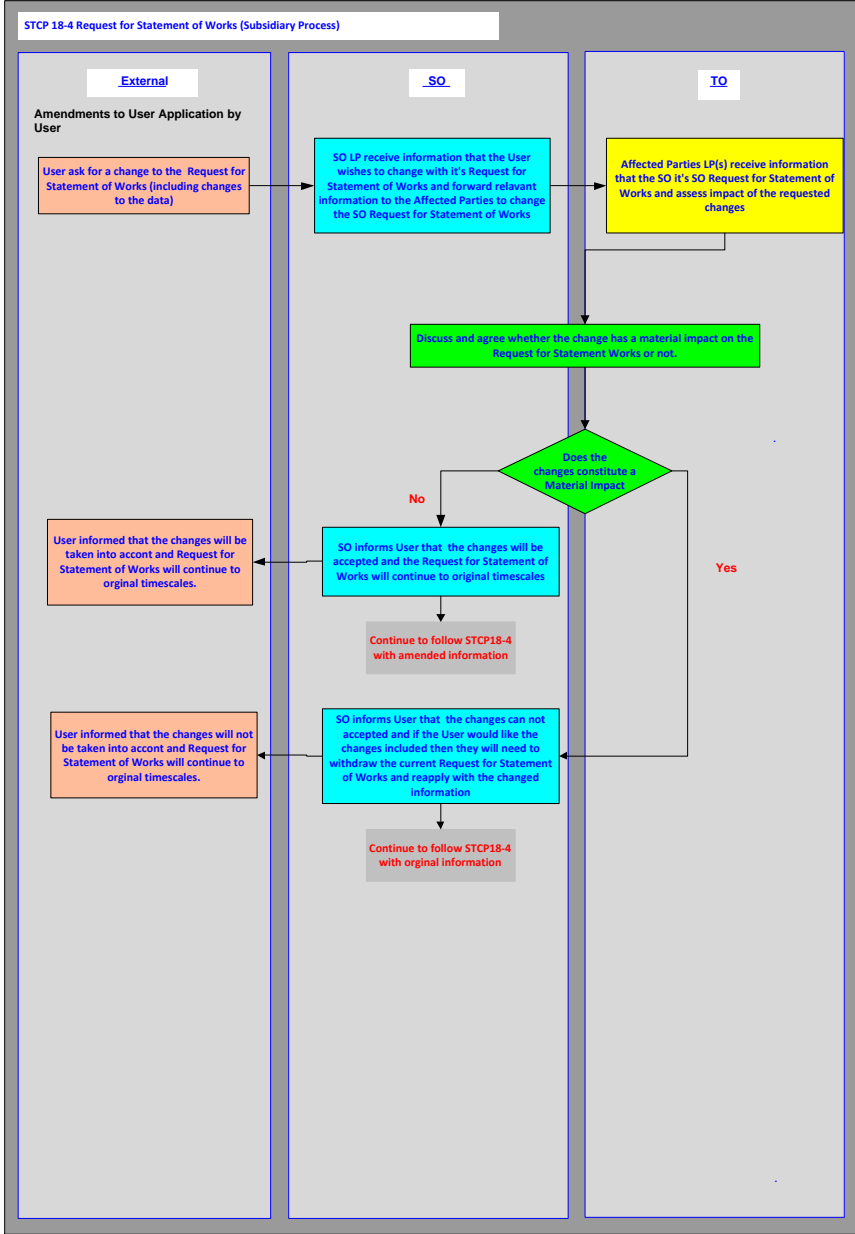 STCP 18-4 Request for Statement of Works (Subsidiary Process)
External
SO
TO
Amendments to User Application by
User
User ask for a change to the Request for
Statement of Works (including changes
to the data)
SO LP receive information that the User
wishes to change with it's Request for
Statement of Works and forward relavant
information to the Affected Parties to change
the SO Request for Statement of Works
Affected Parties LP(s) receive information
that the SO it's SO Request for Statement of
Works and assess impact of the requested
changes
Discuss and agree whether the change has a material impact on the
Request for Statement Works or not.
Does the
changes constitute a
Material Impact
No
Yes
User informed that the changes will be
taken into accont and Request for
Statement of Works will continue to
orginal timescales.
SO informs User that the changes will be
accepted and the Request for Statement of
Works will continue to original timescales
Continue to follow STCP18-4
with amended information
User informed that the changes will not
be taken into accont and Request for
Statement of Works will continue to
orginal timescales.
SO informs User that the changes can not
accepted and if the User would like the
changes included then they will need to
withdraw the current Request for Statement
of Works and reapply with the changed
information
Continue to follow STCP18-4
with orginal information